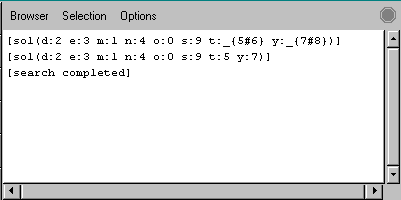 Browser Selection Options
[sol(d:2 e:3 m:1 n:4 o:0 s:9 t:_{5#6} y:_{7#8})]
[sol(d:2 e:3 m:1 n:4 o:0 s:9 t:5 y:7)]
[search completed]